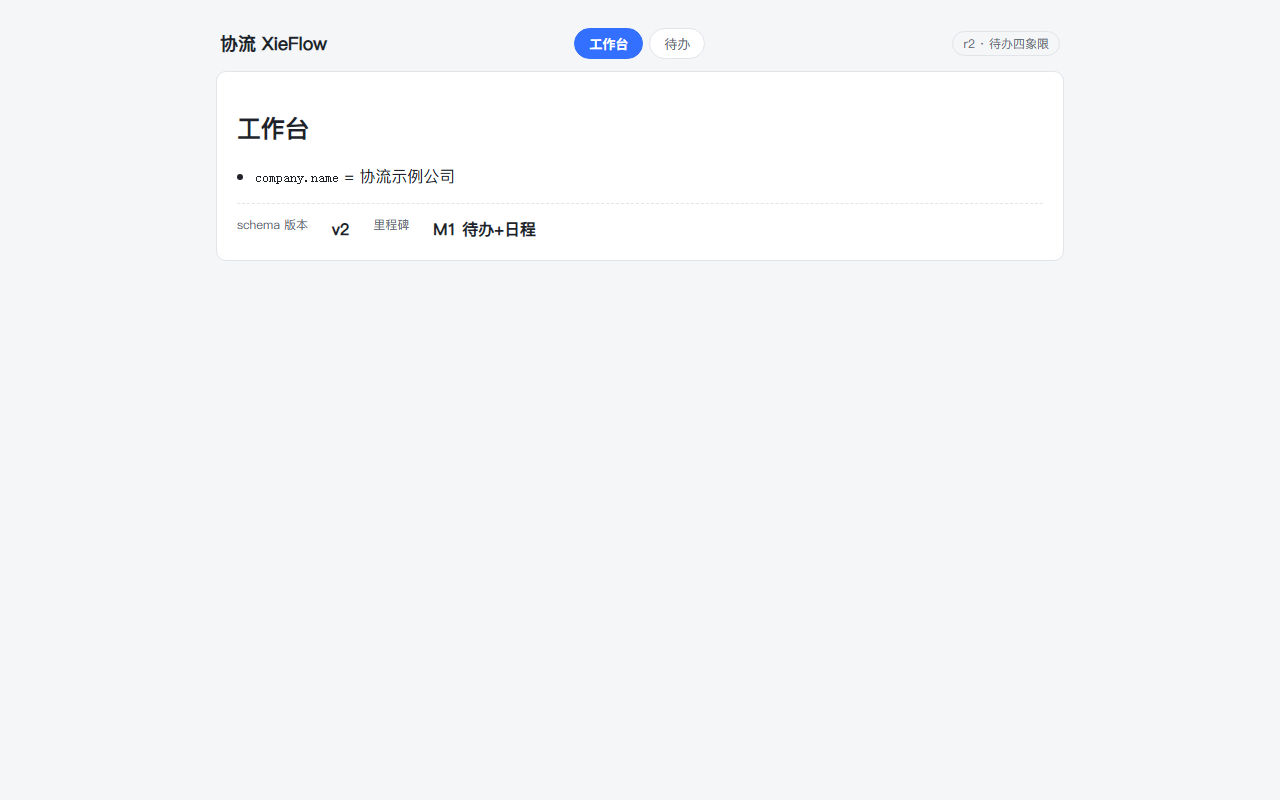 协流 XieFlow
工作台
待办
r2 · 待办四象限
工作台
company.name = 协流示例公司
schema 版本 v2 里程碑 M1 待办+日程